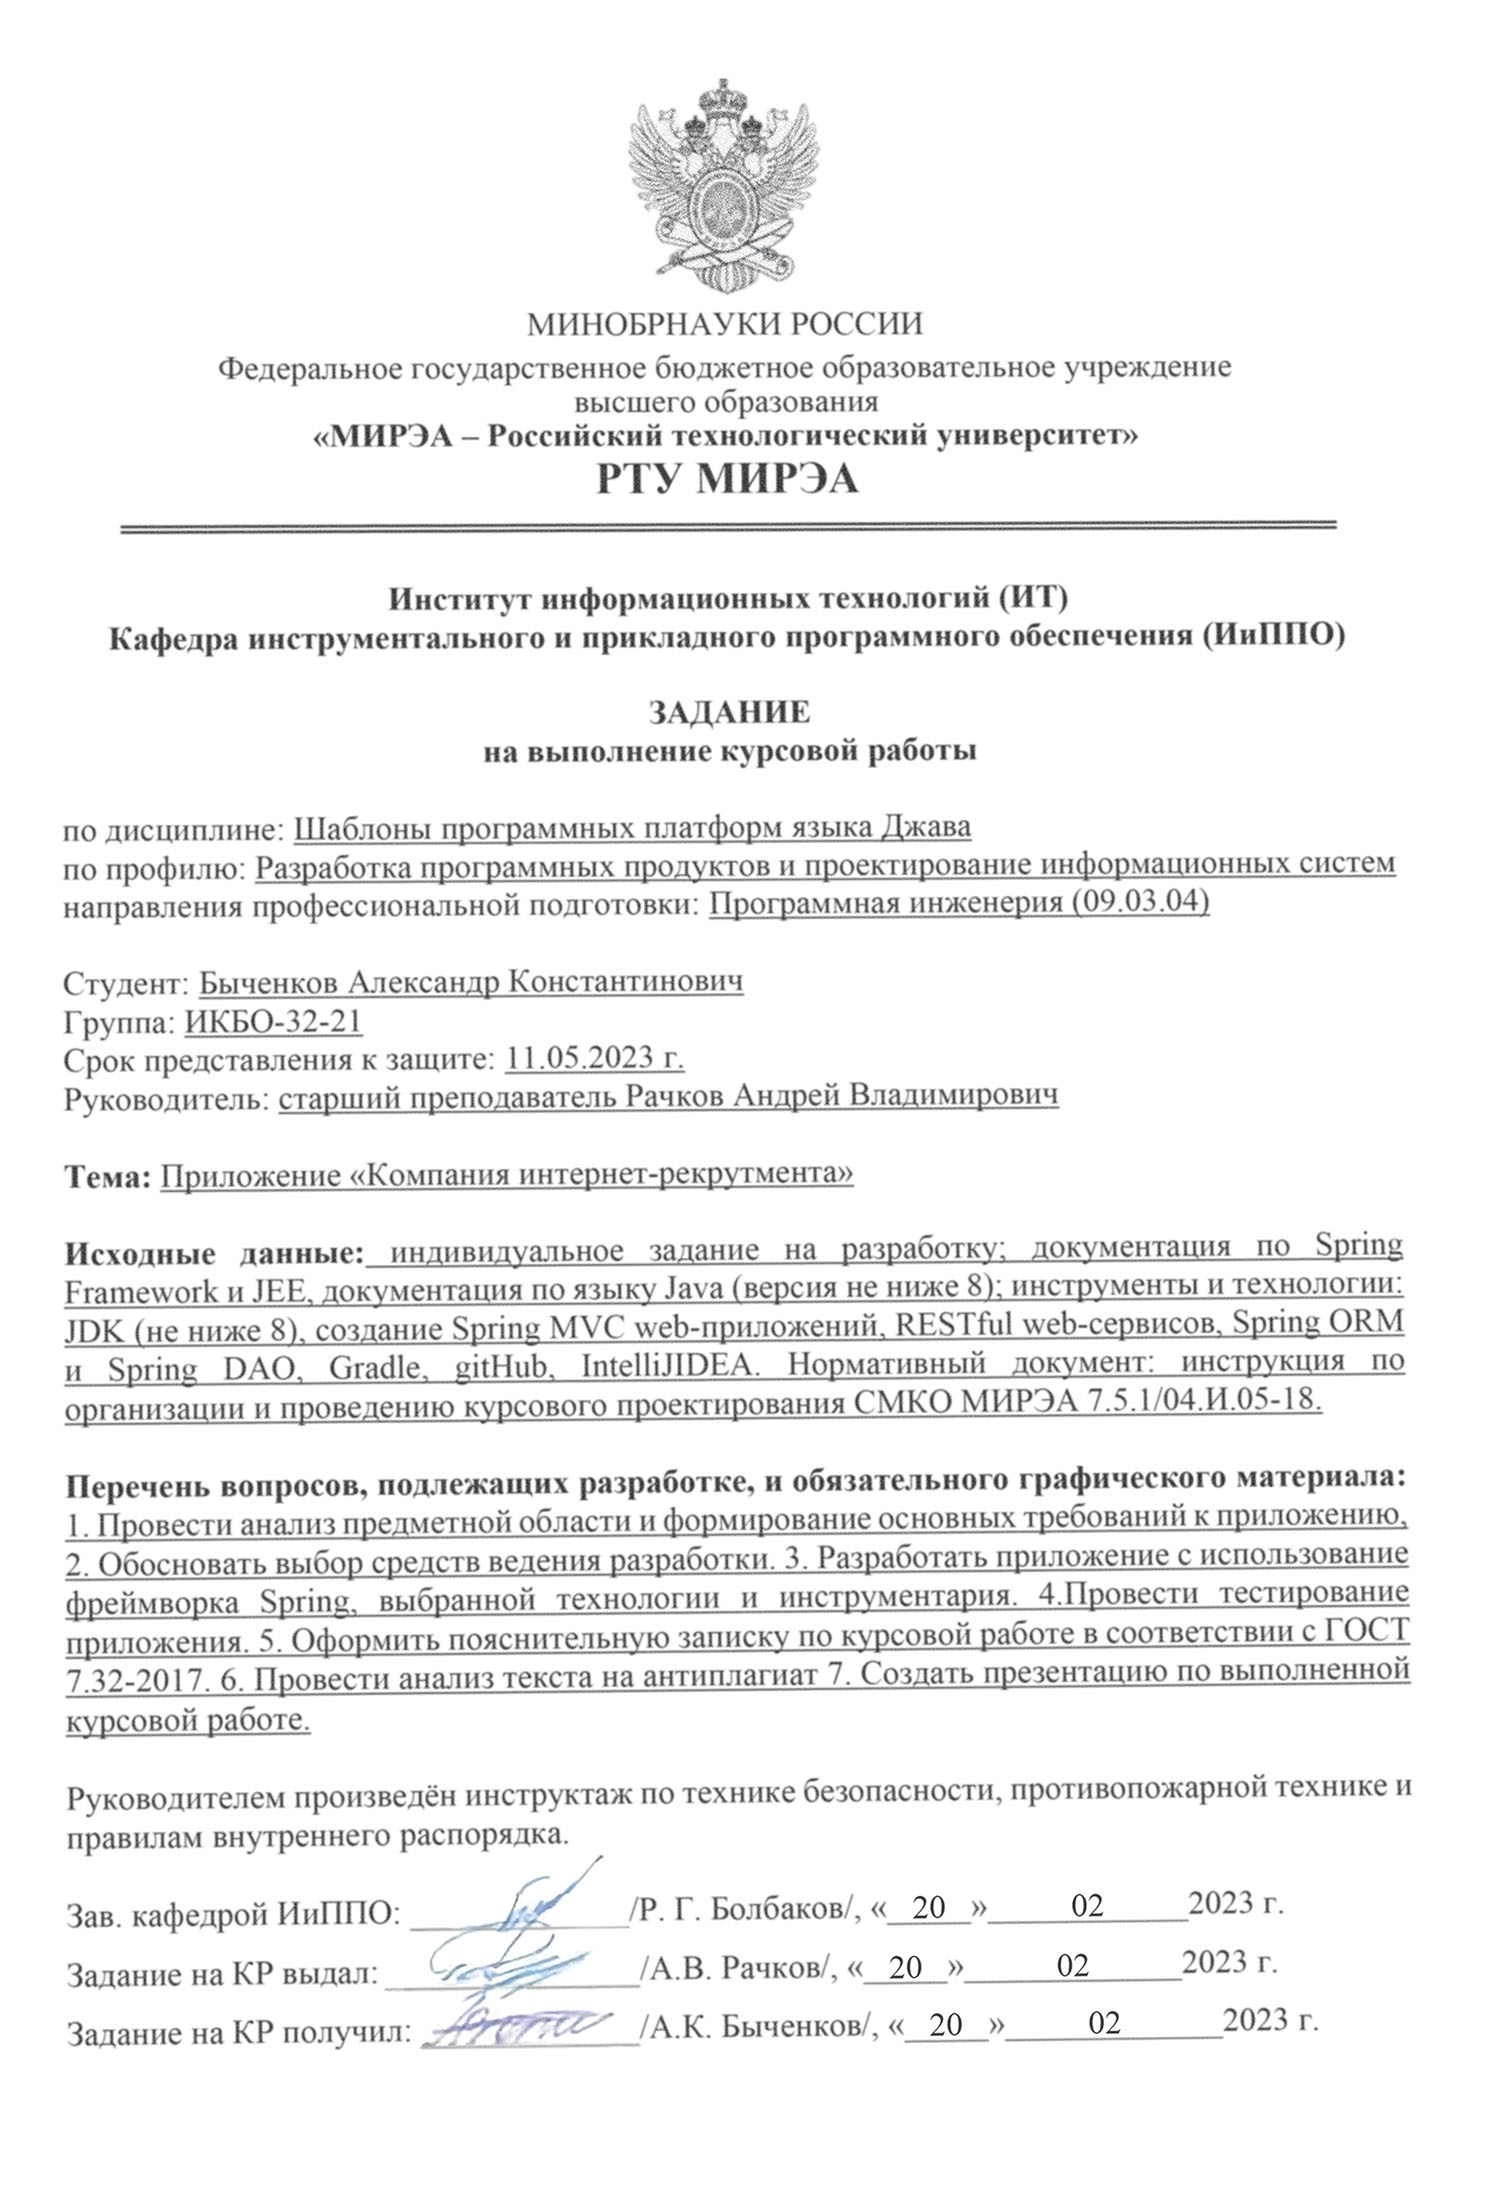 МИНОБРНАУКИ РОССИИ
Федеральное государственное бюджетное образовательное учреждение
высшего образования
«МИРЭА – Российский технологический университет»
РТУ МИРЭА
Институт информационных технологий (ИТ)
Кафедра инструментального и прикладного программного обеспечения (ИиППО)
ЗАДАНИЕ
на выполнение курсовой работы
по дисциплине: Шаблоны программных платформ языка Джава
по профилю: Разработка программных продуктов и проектирование информационных систем
направления профессиональной подготовки: Программная инженерия (09.03.04)
Студент: Быченков Александр Константинович
Группа: ИКБО-32-21
Срок представления к защите: 11.05.2023 г.
Руководитель: старший преподаватель Рачков Андрей Владимирович
Тема: Приложение «Компания интернет-рекрутмента»
Исходные данные: индивидуальное задание на разработку; документация по Spring
Framework и JEE, документация по языку Java (версия не ниже 8); инструменты и технологии:
JDK (не ниже 8), создание Spring MVC web-приложений, RESTful web-сервисов, Spring ORM
и Spring DAO, Gradle, gitHub, IntelliJIDEA. Нормативный документ: инструкция по
организации и проведению курсового проектирования СМКО МИРЭА 7.5.1/04.И.05-18.
Перечень вопросов, подлежащих разработке, и обязательного графического материала:
1. Провести анализ предметной области и формирование основных требований к приложению,
2. Обосновать выбор средств ведения разработки. 3. Разработать приложение с использование
фреймворка Spring, выбранной технологии и инструментария. 4.Провести тестирование
приложения. 5. Оформить пояснительную записку по курсовой работе в соответствии с ГОСТ
7.32-2017. 6. Провести анализ текста на антиплагиат 7. Создать презентацию по выполненной
курсовой работе.
Руководителем произведён инструктаж по технике безопасности, противопожарной технике и
правилам внутреннего распорядка.
Зав. кафедрой ИиППО: /Р. Г. Болбаков/, «20» 02 2023 г.
Задание на КР выдал: /А.В. Рачков/, «20» 02 2023 г.
Задание на КР получил: /А.К. Быченков/, «20» 02 2023 г.